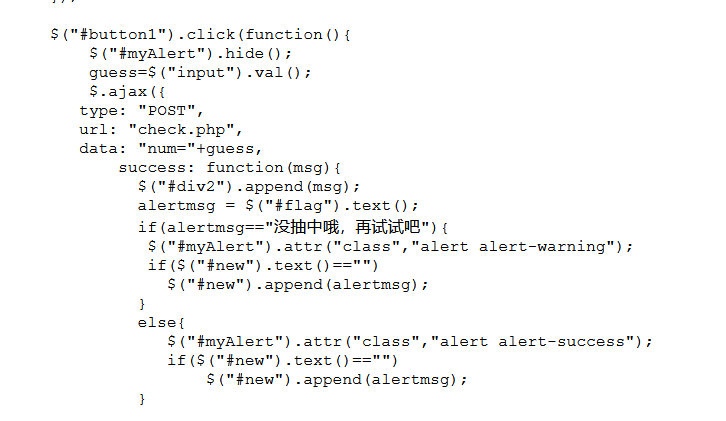 $("#button1").click(function(){
$("#myAlert").hide();
guess=$("input").val();
$.ajax({
type: "POST",
url: "check.php",
data: "num="+guess,
success: function(msg){
$("#div2").append(msg);
alertmsg = $("#flag").text();
if(alertmsg=="没抽中哦，再试试吧"){
$("#myAlert").attr("class","alert alert-warning");
if($("#new").text()=="")
$("#new").append(alertmsg);
}
else{
$("#myAlert").attr("class","alert alert-success");
if($("#new").text()=="")
$("#new").append(alertmsg);
}